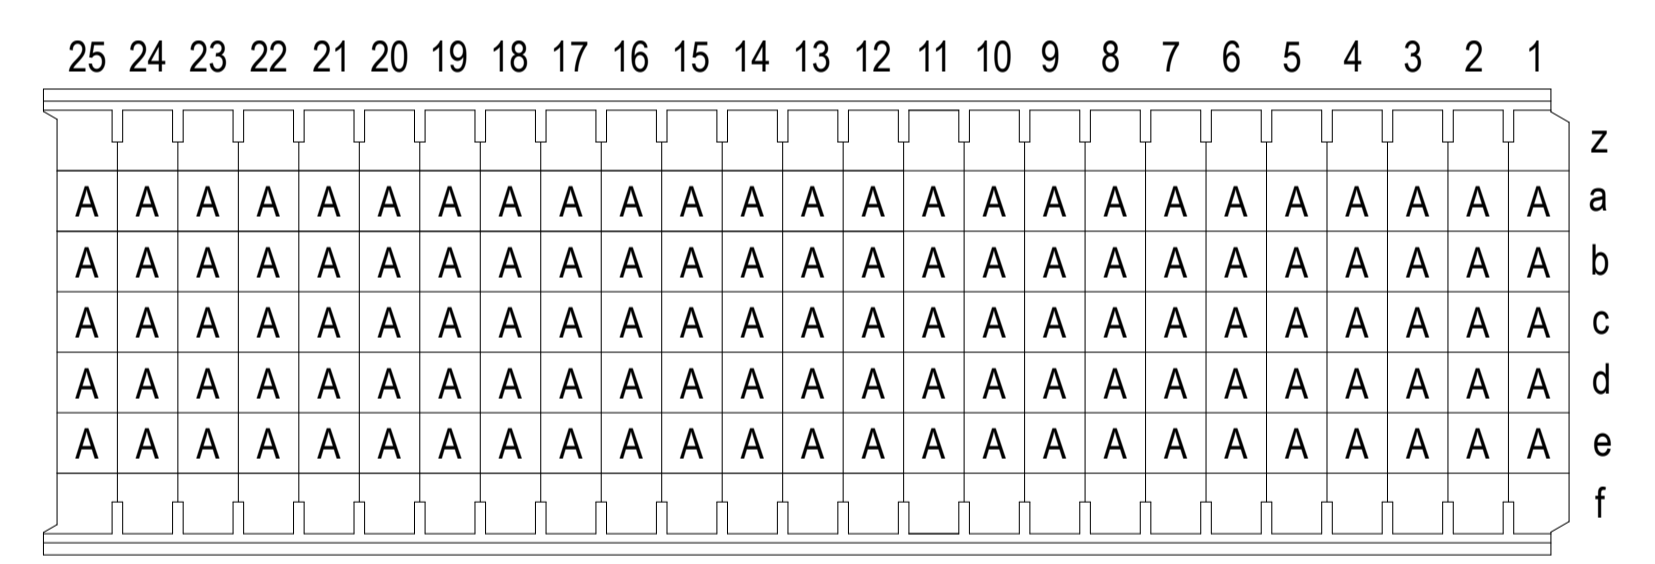 25 24 23 22 21 20 19 18 17 16 15 14 13 12 11 10 9 8 7 6 5 4 3 2 1
z
A A A A A A A A A A A A A A A A A A A A A A A A A a
A A A A A A A A A A A A A A A A A A A A A A A A A b
A A A A A A A A A A A A A A A A A A A A A A A A A c
A A A A A A A A A A A A A A A A A A A A A A A A A d
A A A A A A A A A A A A A A A A A A A A A A A A A e
f